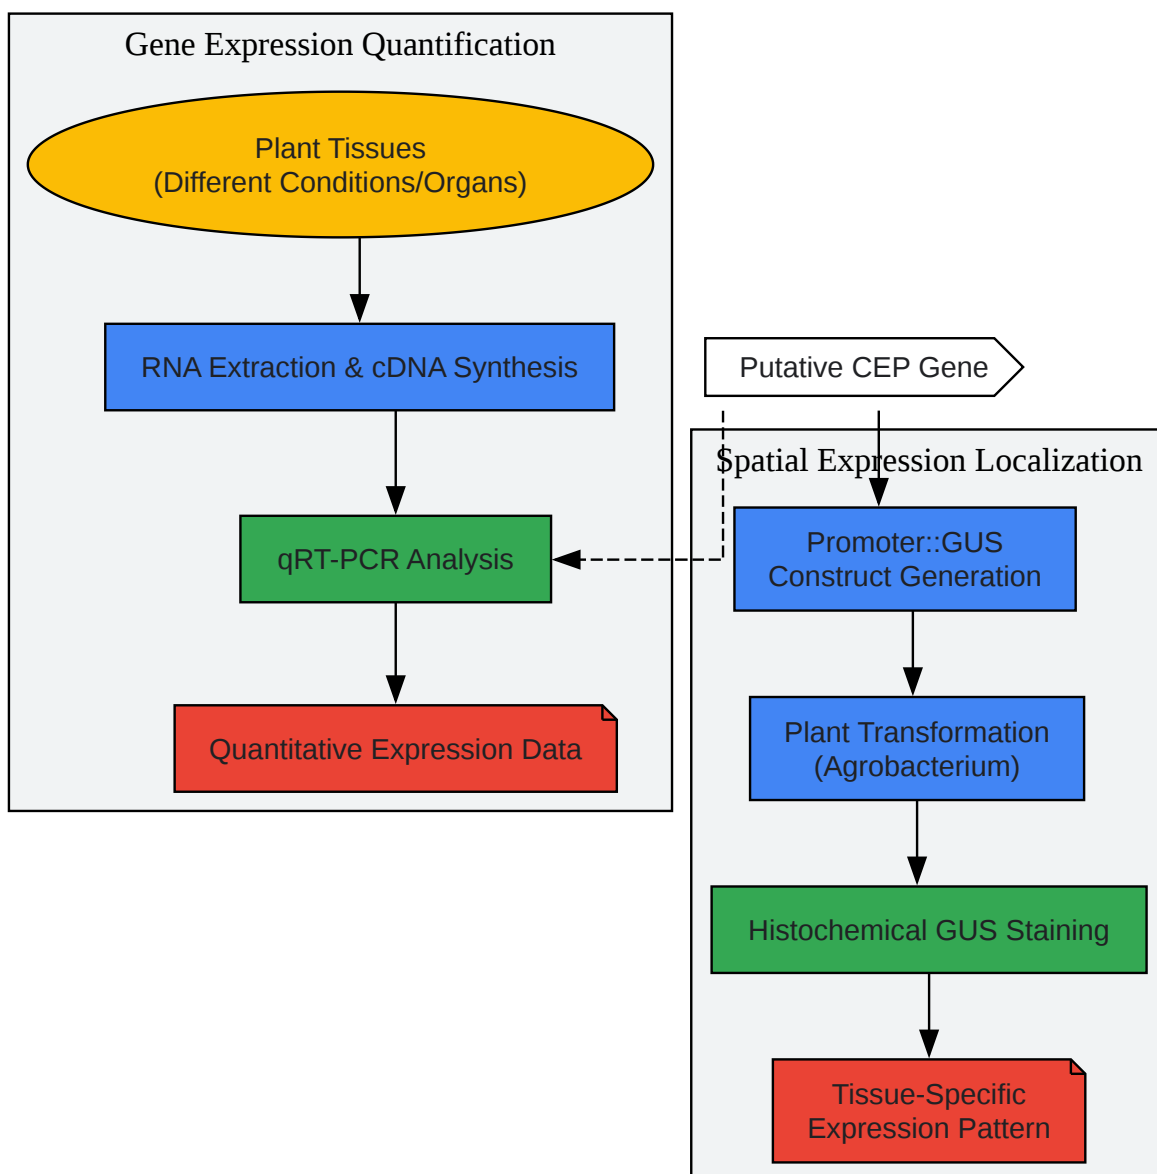 Gene Expression Quantification
Plant Tissues
(Different Conditions/Organs)
RNA Extraction & cDNA Synthesis
qRT-PCR Analysis
Quantitative Expression Data
Putative CEP Gene
Spatial Expression Localization
Promoter::GUS
Construct Generation
Plant Transformation
(Agrobacterium)
Histochemical GUS Staining
Tissue-Specific
Expression Pattern